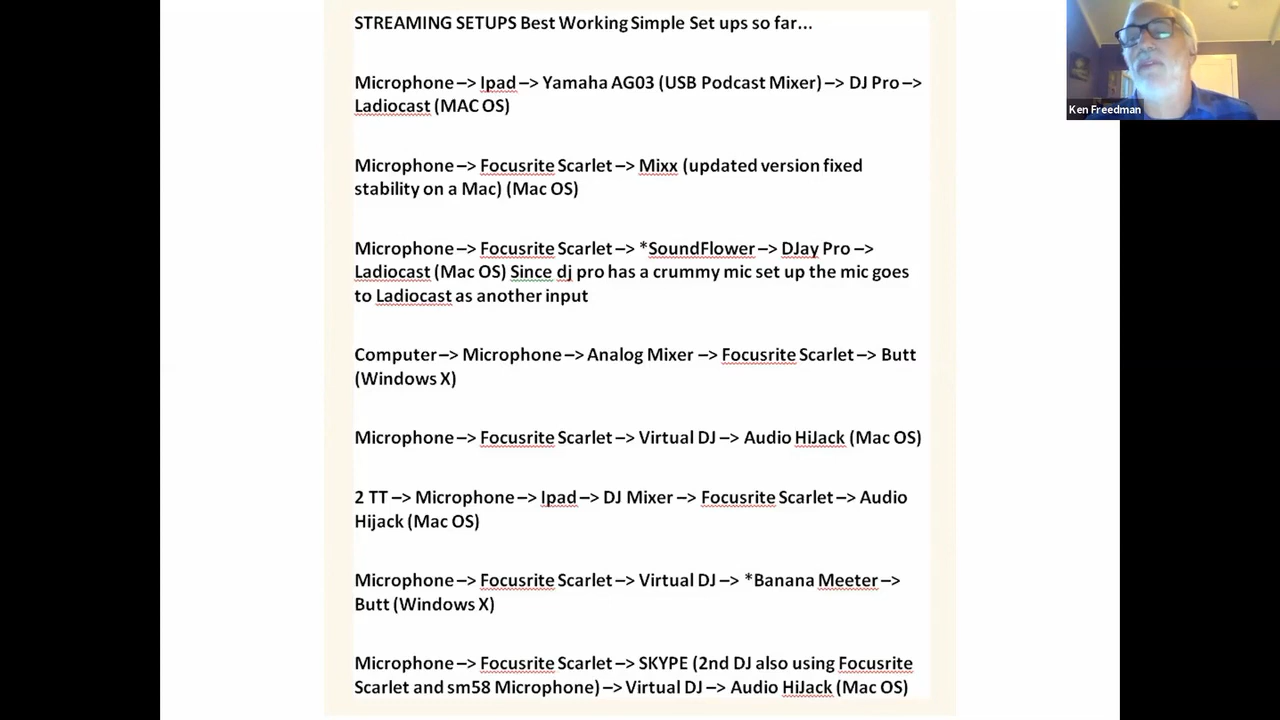 STREAMING SETUPS Best Working Simple Set ups so far...
Microphone –> Ipad –> Yamaha AG03 (USB Podcast Mixer) –> DJ Pro –>
Ladiocast (MAC OS)
Microphone –> Focusrite Scarlet –> Mixx (updated version fixed
stability on a Mac) (Mac OS)
Microphone –> Focusrite Scarlet –> *SoundFlower –> DJay Pro –>
Ladiocast (Mac OS) Since dj pro has a crummy mic set up the mic goes
to Ladiocast as another input
Computer –> Microphone –> Analog Mixer –> Focusrite Scarlet –> Butt
(Windows X)
Microphone –> Focusrite Scarlet –> Virtual DJ –> Audio HiJack (Mac OS)
2 TT –> Microphone –> Ipad –> DJ Mixer –> Focusrite Scarlet –> Audio
Hijack (Mac OS)
Microphone –> Focusrite Scarlet –> Virtual DJ –> *Banana Meeter –>
Butt (Windows X)
Microphone –> Focusrite Scarlet –> SKYPE (2nd DJ also using Focusrite
Scarlet and sm58 Microphone) –> Virtual DJ –> Audio HiJack (Mac OS)
Ken Freedman